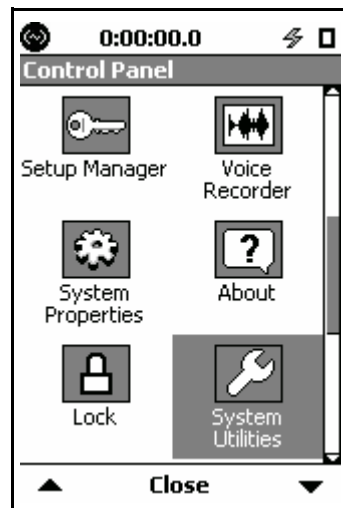 0:00:00.0
Control Panel
Setup Manager
Voice
Recorder
System
Properties
About
?
Lock
System
Utilities
Close